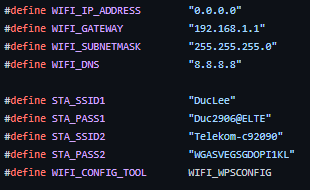 #define WIFI_IP_ADDRESS "0.0.0.0"
#define WIFI_GATEWAY "192.168.1.1"
#define WIFI_SUBNETMASK "255.255.255.0"
#define WIFI_DNS "8.8.8.8"
#define STA_SSID1 "DucLee"
#define STA_PASS1 "Duc2906@ELTE"
#define STA_SSID2 "Telekom-c92090"
#define STA_PASS2 "WGASVEGSGDOPI1KL"
#define WIFI_CONFIG_TOOL WIFI_WPSCONFIG